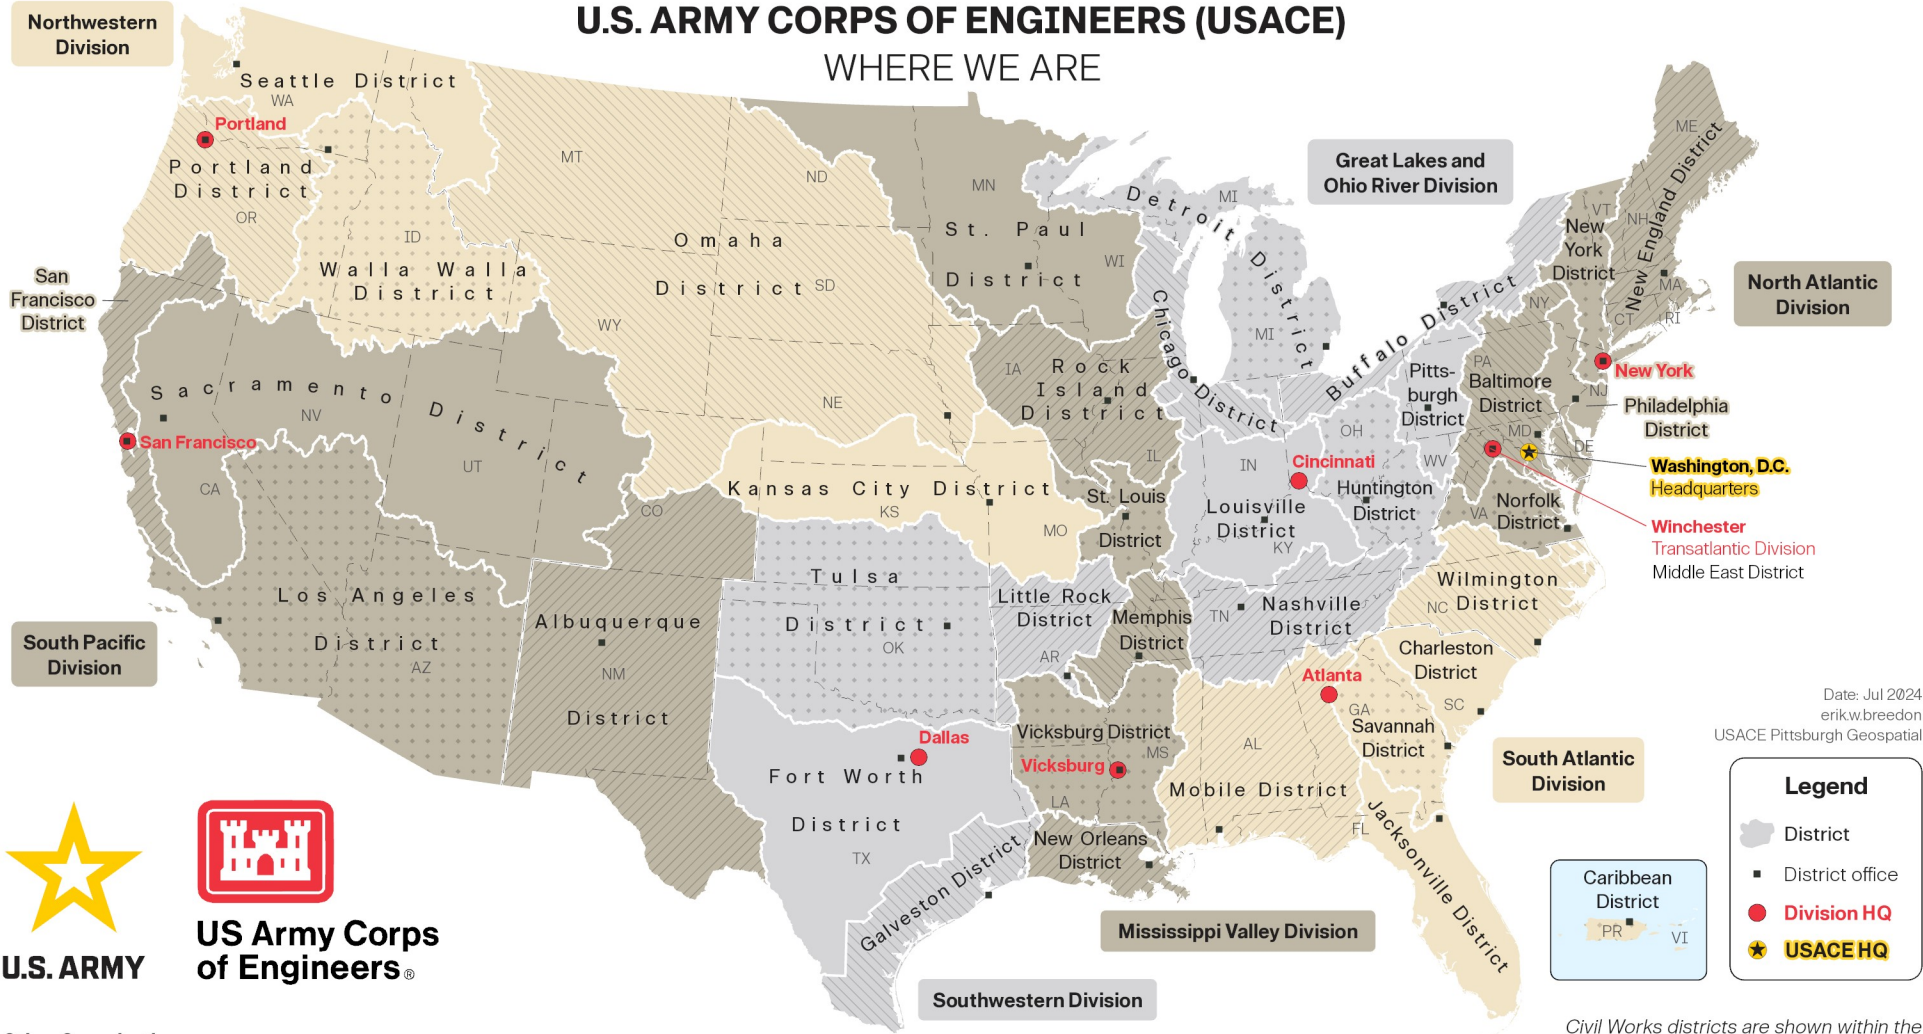 U.S. ARMY CORPS OF ENGINEERS (USACE)
WHERE WE ARE
Northwestern
Division
Seattle District
WA
Portland
Portland
District
OR
Walla Walla
District
ID
MT
ND
Omaha
District
SD
WY
NE
MN
St. Paul
District
WI
Great Lakes and
Ohio River Division
Detroit District
MI
MI
Chicago District
Buffalo District
ME
New England District
VT
NH
MA
CT
RI
New
York
District
NY
North Atlantic
Division
New York
NJ
Philadelphia
District
San
Francisco
District
Sacramento District
NV
UT
San Francisco
CA
Los Angeles
District
AZ
South Pacific
Division
Albuquerque
District
NM
CO
Kansas City District
KS
MO
IA
Rock
Island
District
IL
St. Louis
District
IN
Cincinnati
Louisville
District
KY
OH
Huntington
District
WV
Pitts-
burgh
District
PA
Baltimore
District
MD
DE
Washington, D.C.
Headquarters
VA
Norfolk
District
Winchester
Transatlantic Division
Middle East District
Tulsa
District
OK
Little Rock
District
AR
Memphis
District
TN
Nashville
District
Wilmington
District
NC
Charleston
District
SC
Atlanta
GA
Savannah
District
South Atlantic
Division
Dallas
Fort Worth
District
TX
Vicksburg District
MS
Vicksburg
LA
AL
Mobile District
FL
Jacksonville District
New Orleans
District
Galveston District
Mississippi Valley Division
Southwestern Division
Caribbean
District
PR
VI
Date: Jul 2024
erik.w.breedon
USACE Pittsburgh Geospatial
Legend
District
District office
Division HQ
USACE HQ
U.S. ARMY
US Army Corps
of Engineers®
Civil Works districts are shown within the